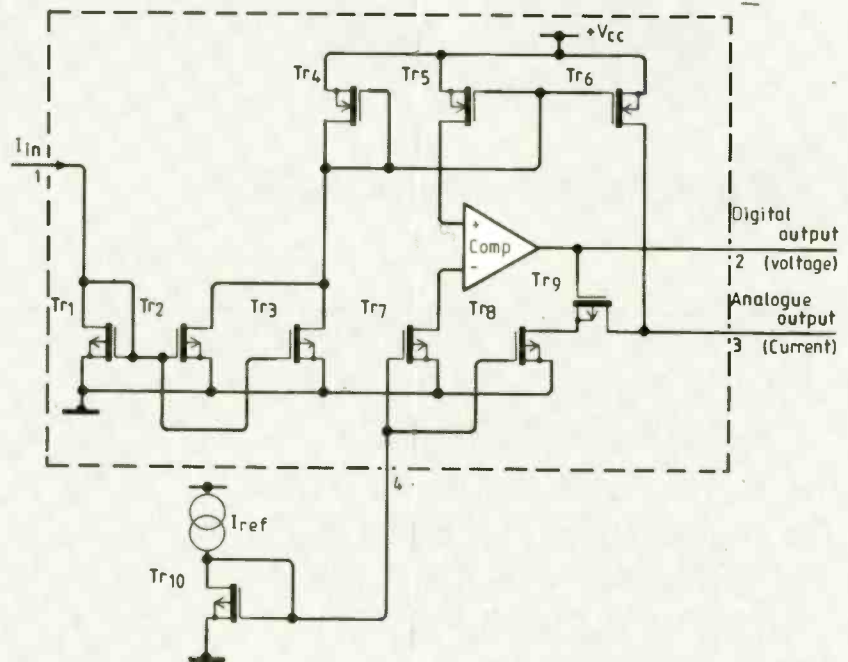 +Vcc
Tr4
Tr5
Tr6
Iin
1
+
Comp
-
Digital
output
2 (voltage)
Tr1
Tr2
Tr3
Tr7
Tr8
Tr9
Analogue
output
3 (Current)
4
Iref
Tr10